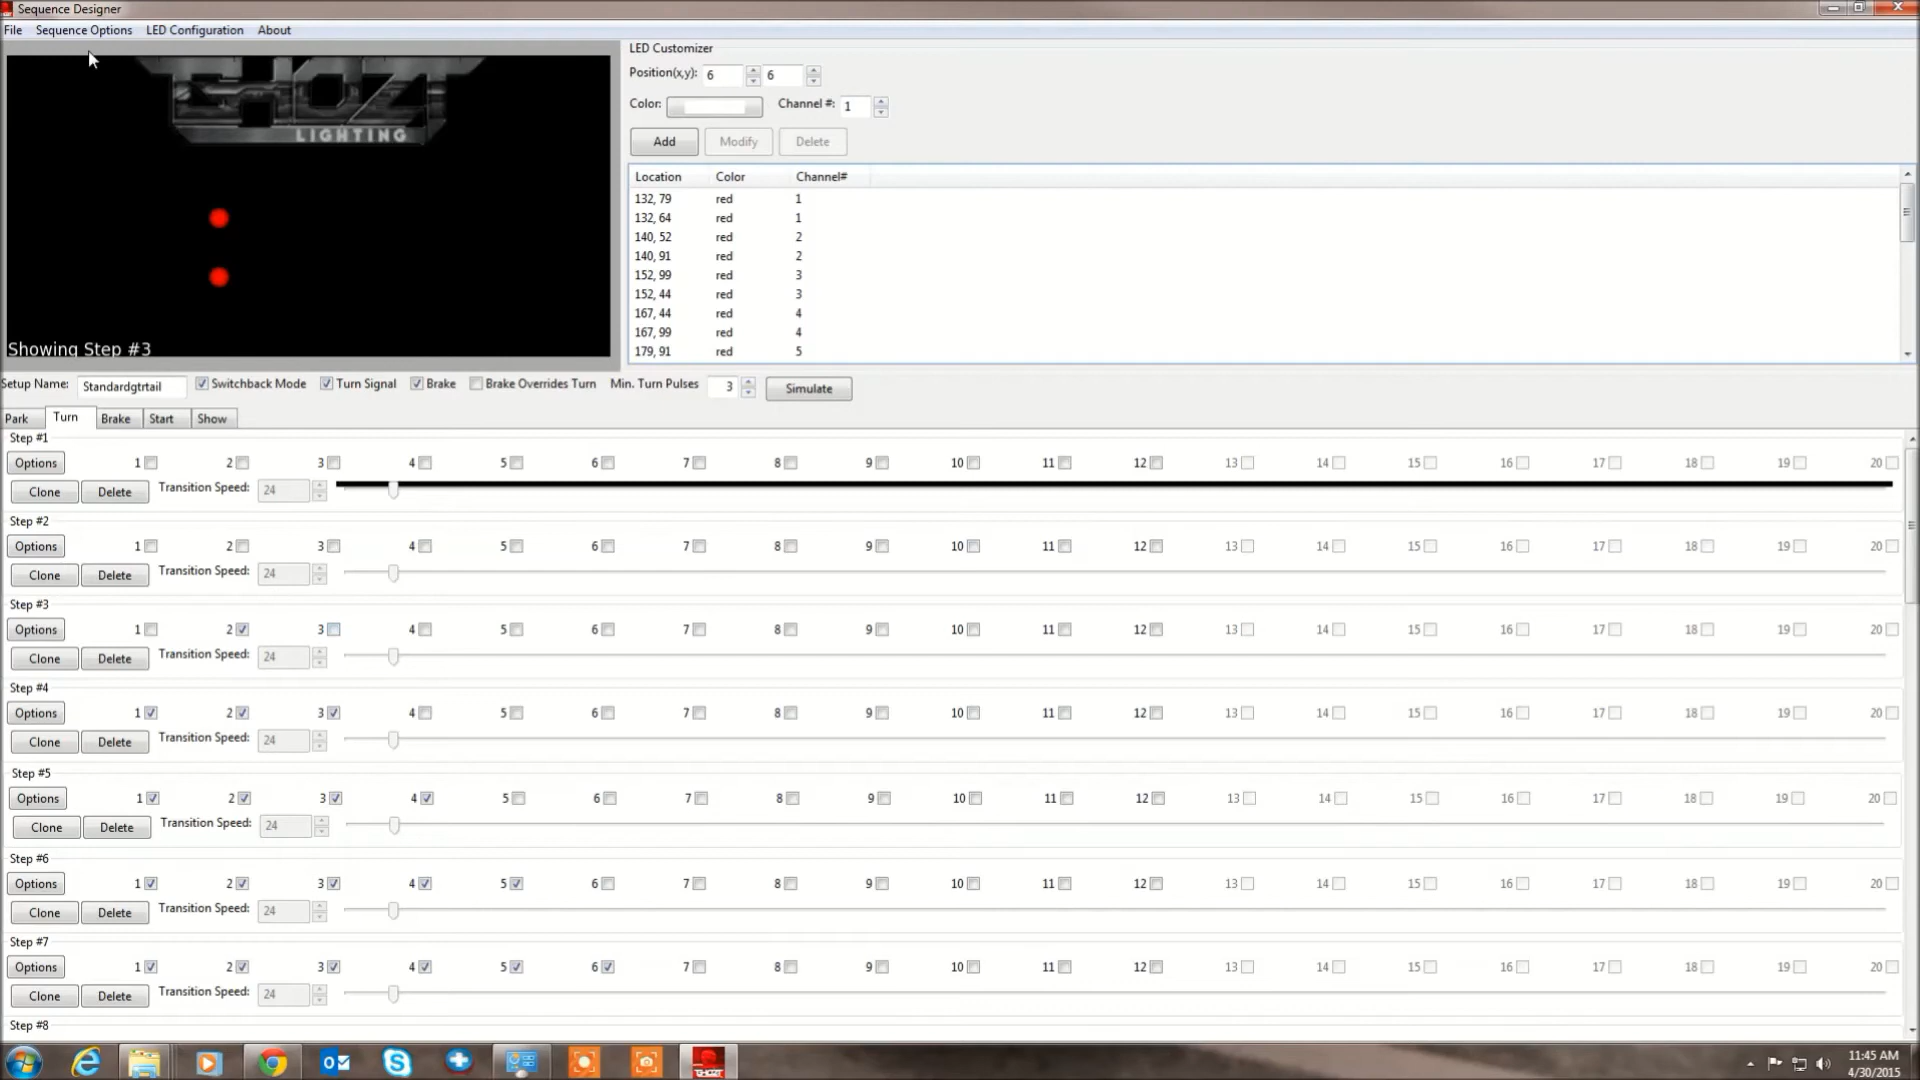 Sequence Designer
File Sequence Options LED Configuration About
LIGHTING
Showing Step #3
LED Customizer
Position(x,y): 6 6
Color: Channel #: 1
Add Modify Delete
Location Color Channel#
132, 79 red 1
132, 64 red 1
140, 52 red 2
140, 91 red 2
152, 99 red 3
152, 44 red 3
167, 44 red 4
167, 99 red 4
179, 91 red 5
Setup Name: Standardgtrtail Switchback Mode Turn Signal Brake Brake Overrides Turn Min. Turn Pulses 3 Simulate
Park Turn Brake Start Show
Step #1
Options 1 2 3 4 5 6 7 8 9 10 11 12 13 14 15 16 17 18 19 20
Clone Delete Transition Speed: 24
Step #2
Options 1 2 3 4 5 6 7 8 9 10 11 12 13 14 15 16 17 18 19 20
Clone Delete Transition Speed: 24
Step #3
Options 1 2 3 4 5 6 7 8 9 10 11 12 13 14 15 16 17 18 19 20
Clone Delete Transition Speed: 24
Step #4
Options 1 2 3 4 5 6 7 8 9 10 11 12 13 14 15 16 17 18 19 20
Clone Delete Transition Speed: 24
Step #5
Options 1 2 3 4 5 6 7 8 9 10 11 12 13 14 15 16 17 18 19 20
Clone Delete Transition Speed: 24
Step #6
Options 1 2 3 4 5 6 7 8 9 10 11 12 13 14 15 16 17 18 19 20
Clone Delete Transition Speed: 24
Step #7
Options 1 2 3 4 5 6 7 8 9 10 11 12 13 14 15 16 17 18 19 20
Clone Delete Transition Speed: 24
Step #8
11:45 AM
4/30/2015